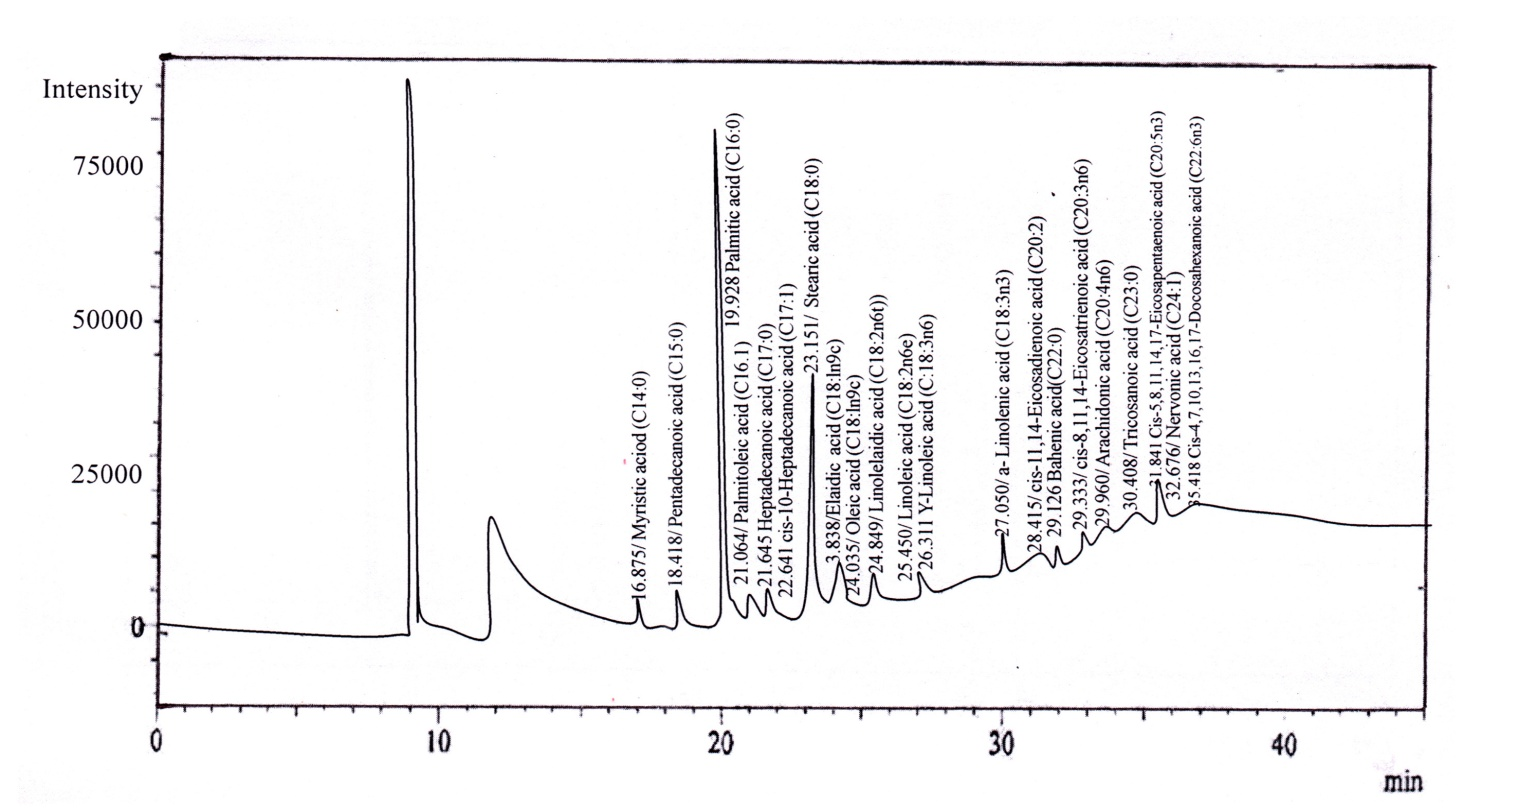 Intensity
75000
50000
25000
0
16.875/ Myristic aciod (C14:0)
18.418/ Pentadecanoic acid (C15:0)
19.928 Palmitic acid (C16:0)
21.064/ Palmitoleic acid (C16.1)
21.645 Heptadecanoic acid (C17:0)
22.641 cis-10-Heptadecanoic acid (C17:1)
23.151/ Stearic acid (C18:0)
3.838/Elaidic acid (C18:ln9c)
24.035/ Oleic acid (C18:ln9c)
24.849/ Linolelaidic acid (C18:2n6t))
25.450/ Linoleic acid (C18:2n6e)
26.311 Y-Linoleic acid (C:18:3n6)
27.050/ a- Linolenic acid (C18:3n3)
28.415/ cis-11,14-Eicosadienoic acid (C20:2)
29.126 Bahenic acid(C22:0)
29.333/ cis-8,11,14-Eicosatrienoic acid (C20:3n6)
29.960/ Arachidonic acid (C20:4n6)
30.408/ Tricosanoic acid (C23:0)
31.841 Cis-5,8,11,14,17-Eicosapentaenoic acid (C20:5n3)
32.676/ Nervonic acid (C24:1)
35.418 Cis-4,7,10,13,16,17-Docosahexanoic acid (C22:6n3)
0 10 20 30 40
min